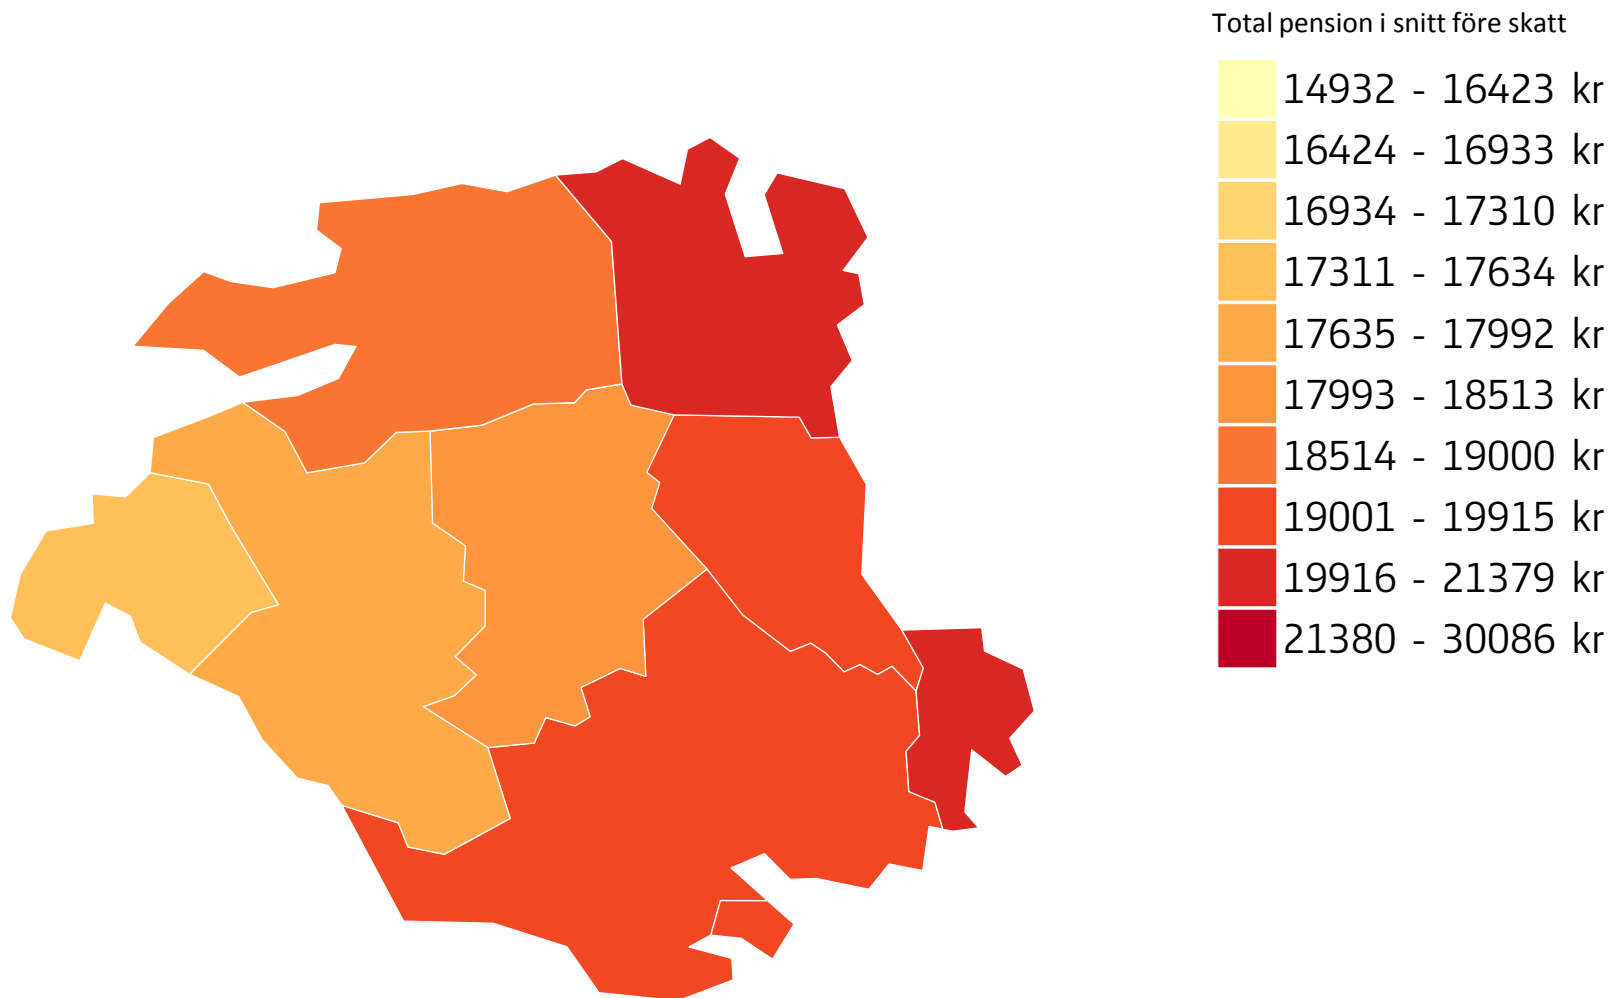 Total pension i snitt före skatt
14932 - 16423 kr
16424 - 16933 kr
16934 - 17310 kr
17311 - 17634 kr
17635 - 17992 kr
17993 - 18513 kr
18514 - 19000 kr
19001 - 19915 kr
19916 - 21379 kr
21380 - 30086 kr